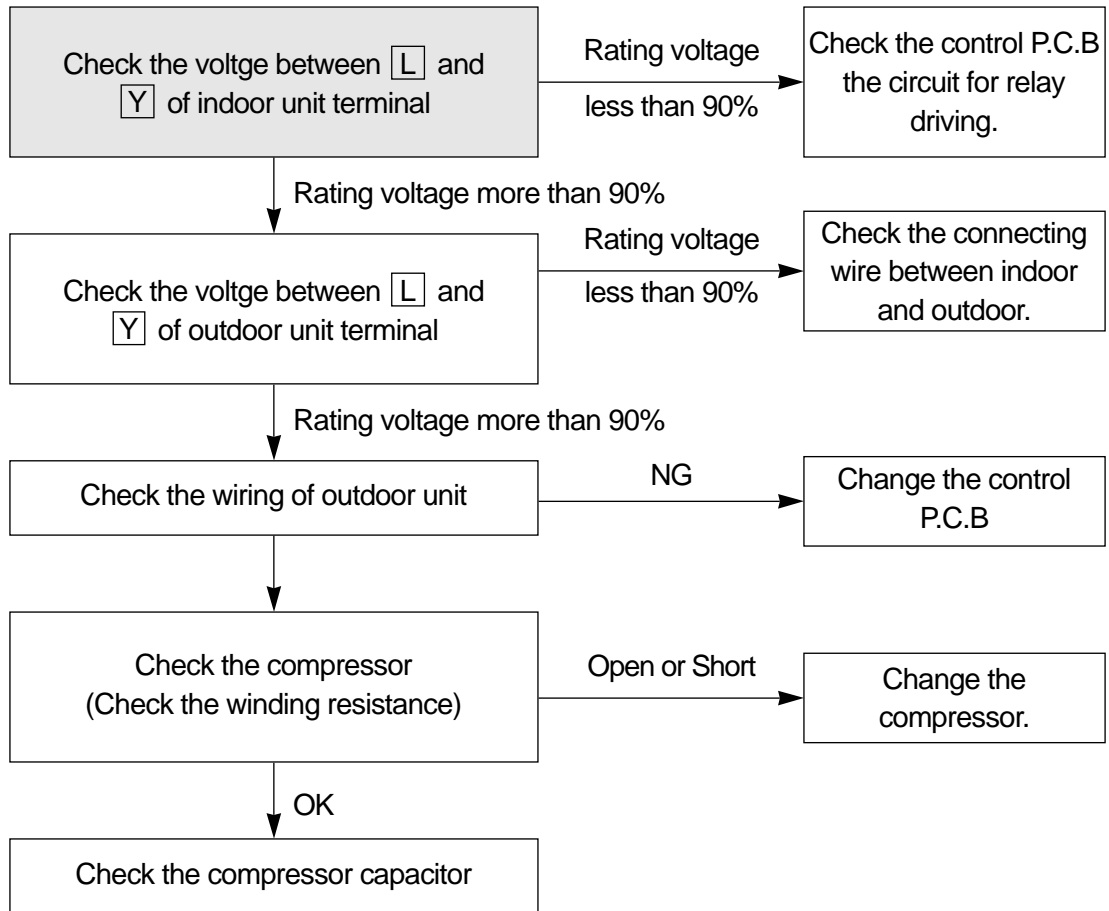 Check the voltge between L and
Y of indoor unit terminal
Rating voltage
less than 90%
Check the control P.C.B
the circuit for relay
driving.
Rating voltage more than 90%
Check the voltge between L and
Y of outdoor unit terminal
Rating voltage
less than 90%
Check the connecting
wire between indoor
and outdoor.
Rating voltage more than 90%
Check the wiring of outdoor unit
NG
Change the control
P.C.B
Check the compressor
(Check the winding resistance)
Open or Short
Change the
compressor.
OK
Check the compressor capacitor